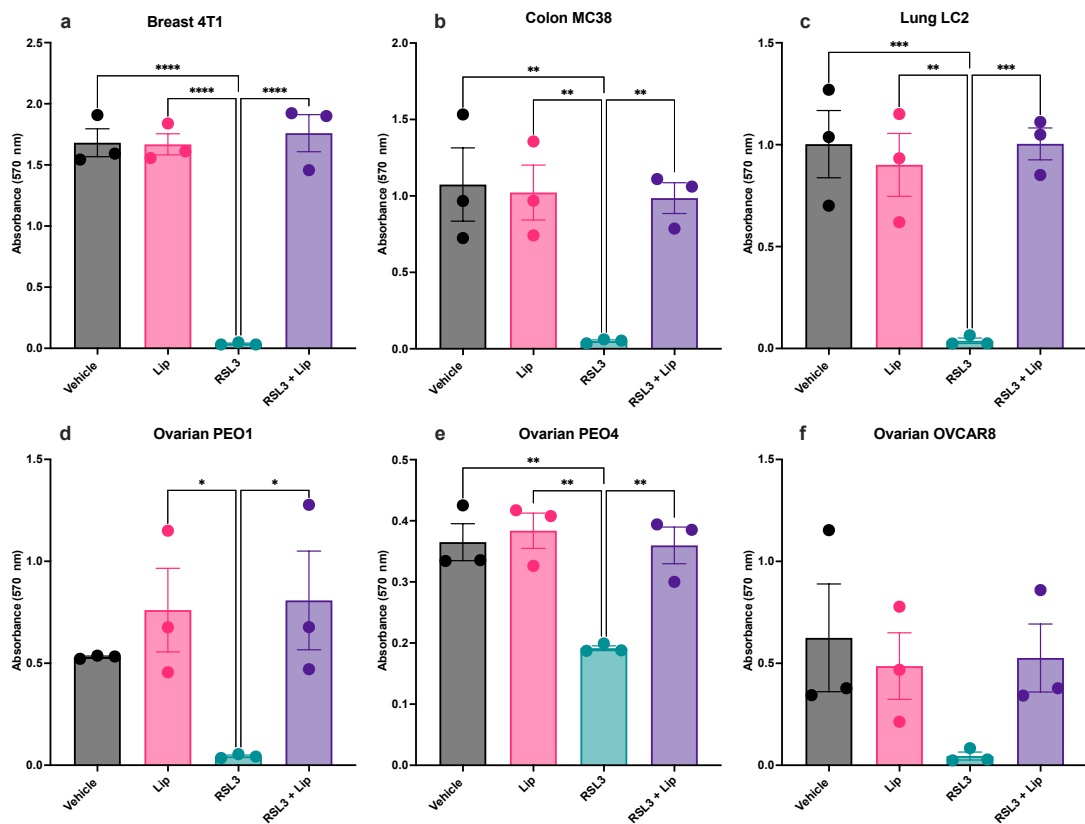 a Breast 4T1
Absorbance (570 nm)
2.5
2.0
1.5
1.0
0.5
0.0
****
**** ****
Vehicle
Lip
RSL3
RSL3 + Lip
b Colon MC38
Absorbance (570 nm)
2.0
1.5
1.0
0.5
0.0
**
** **
Vehicle
Lip
RSL3
RSL3 + Lip
c Lung LC2
Absorbance (570 nm)
1.5
1.0
0.5
0.0
***
** ***
Vehicle
Lip
RSL3
RSL3 + Lip
d Ovarian PEO1
Absorbance (570 nm)
1.5
1.0
0.5
0.0
* *
Vehicle
Lip
RSL3
RSL3 + Lip
e Ovarian PEO4
Absorbance (570 nm)
0.5
0.4
0.3
0.2
0.1
0.0
**
** **
Vehicle
Lip
RSL3
RSL3 + Lip
f Ovarian OVCAR8
Absorbance (570 nm)
1.5
1.0
0.5
0.0
Vehicle
Lip
RSL3
RSL3 + Lip